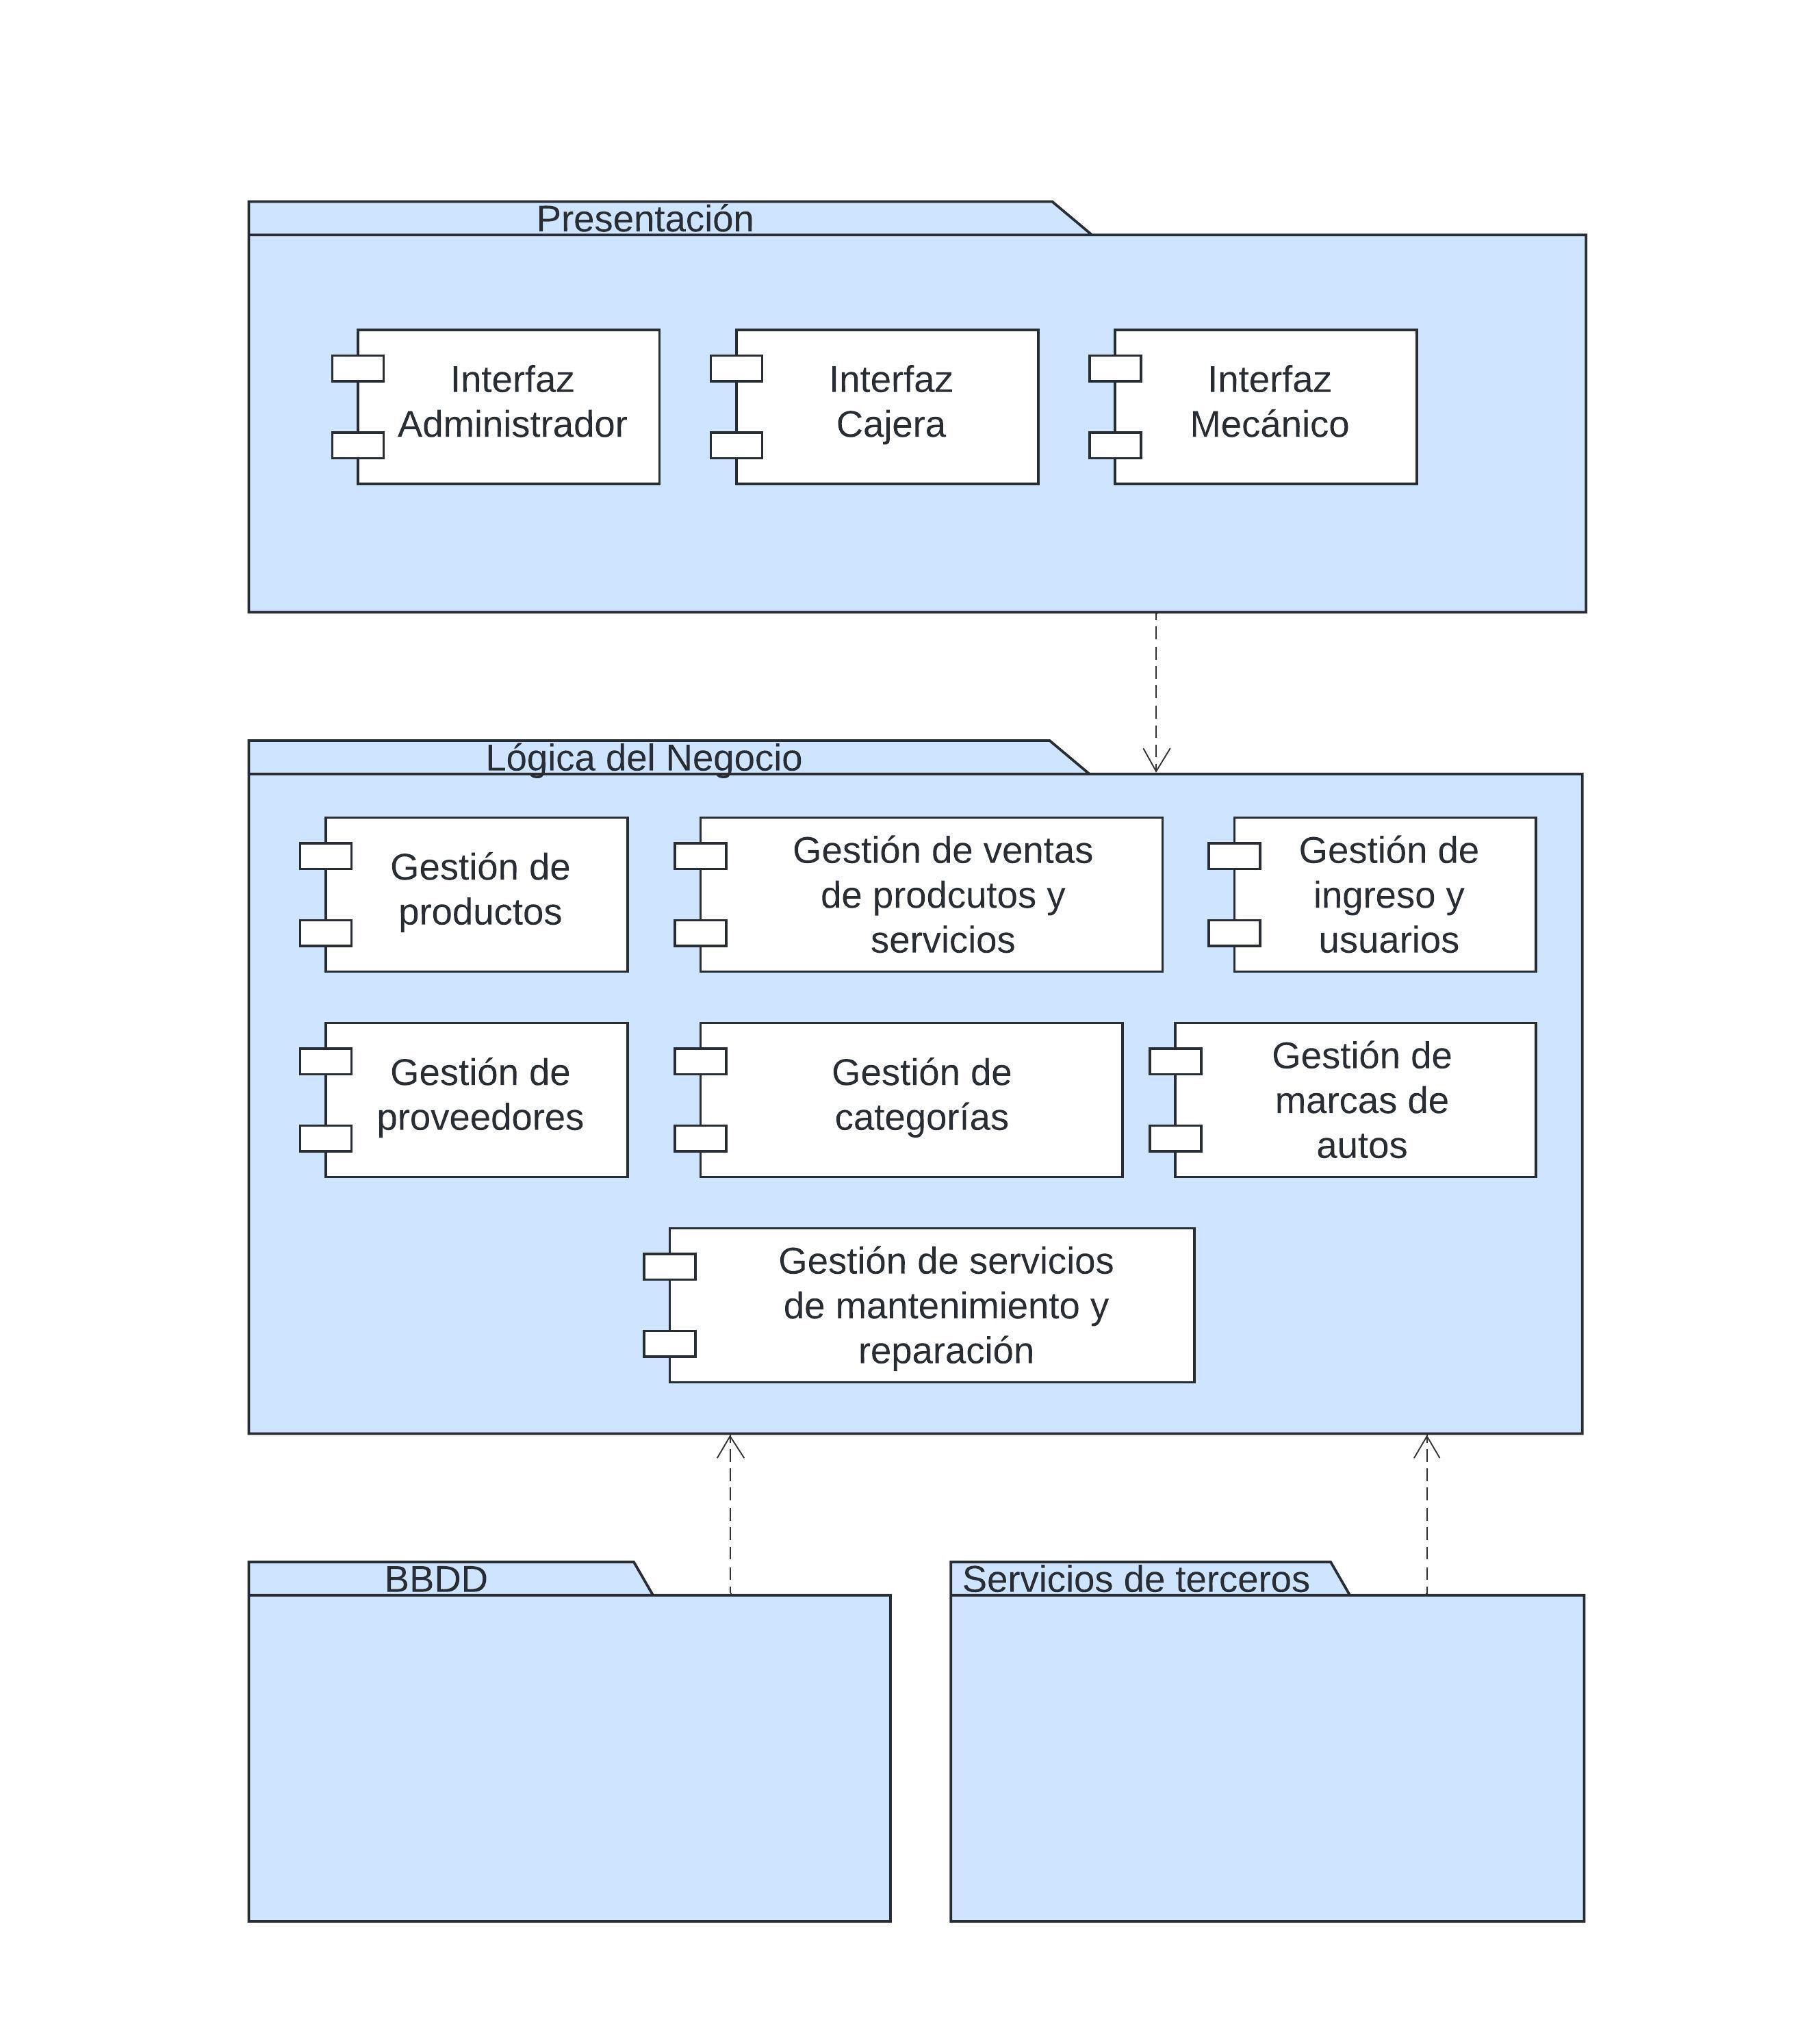 Presentación
Interfaz
Administrador
Interfaz
Cajera
Interfaz
Mecánico
Lógica del Negocio
Gestión de
productos
Gestión de ventas
de prodcutos y
servicios
Gestión de
ingreso y
usuarios
Gestión de
proveedores
Gestión de
categorías
Gestión de
marcas de
autos
Gestión de servicios
de mantenimiento y
reparación
BBDD
Servicios de terceros